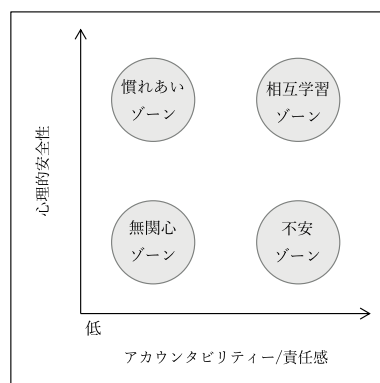 慣れあい
ゾーン
相互学習
ゾーン
心理的安全性
無関心
ゾーン
不安
ゾーン
低
アカウンタビリティー/責任感